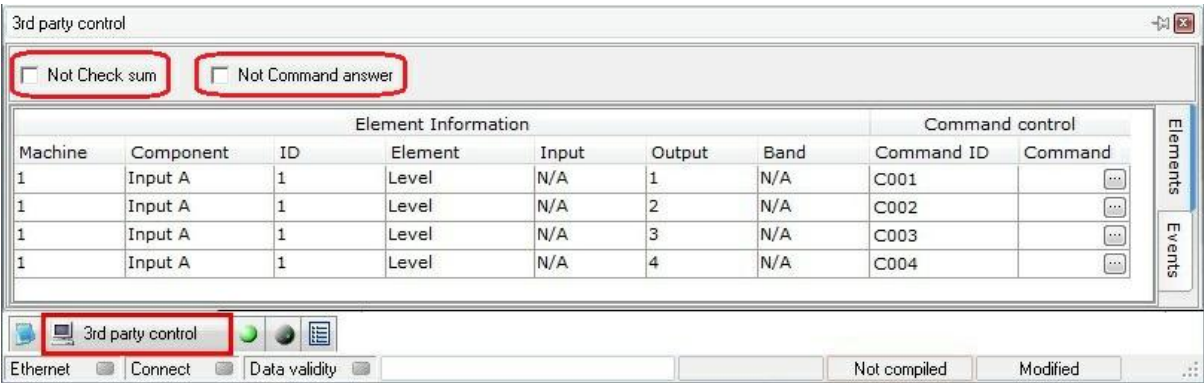 3rd party control
Not Check sum Not Command answer
Element Information Command control
Machine Component ID Element Input Output Band Command ID Command
1 Input A 1 Level N/A 1 N/A C001 ...
1 Input A 1 Level N/A 2 N/A C002 ...
1 Input A 1 Level N/A 3 N/A C003 ...
1 Input A 1 Level N/A 4 N/A C004 ...
Elements
Events
3rd party control
Ethernet Connect Data validity Not compiled Modified